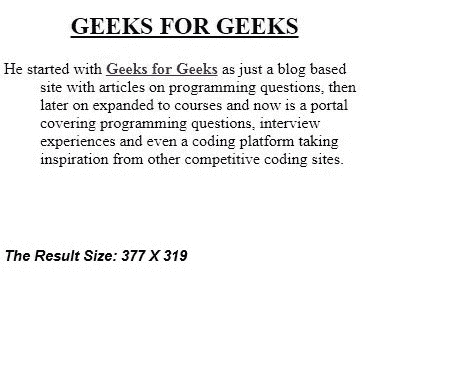 GEEKS FOR GEEKS
He started with Geeks for Geeks as just a blog based
site with articles on programming questions, then
later on expanded to courses and now is a portal
covering programming questions, interview
experiences and even a coding platform taking
inspiration from other competitive coding sites.
The Result Size: 377 X 319